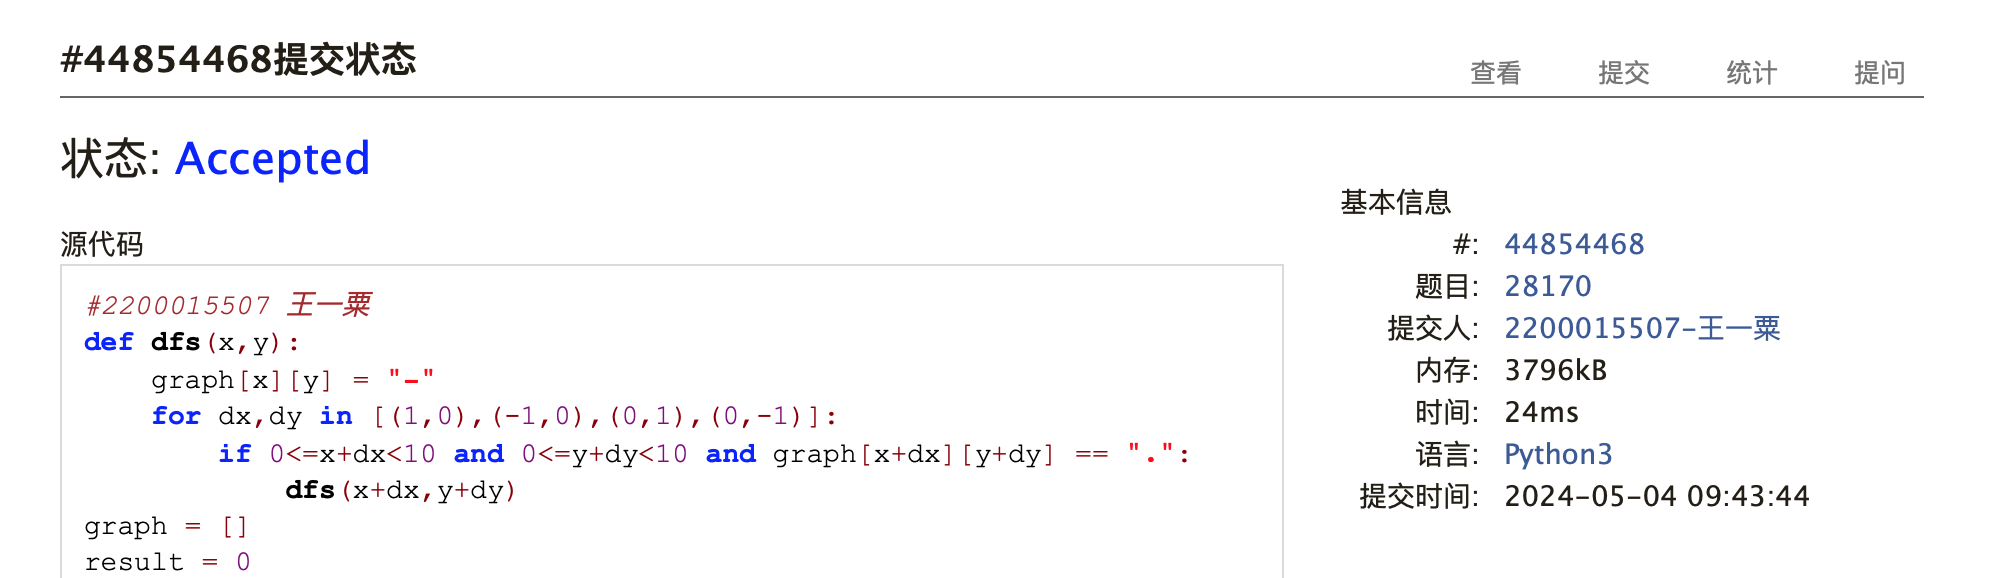 #44854468提交状态
查看 提交 统计 提问
状态: Accepted
源代码
#2200015507 王一粟
def dfs(x,y):
    graph[x][y] = "-"
    for dx,dy in [(1,0),(-1,0),(0,1),(0,-1)]:
        if 0<=x+dx<10 and 0<=y+dy<10 and graph[x+dx][y+dy] == ".":
            dfs(x+dx,y+dy)
graph = []
result = 0
基本信息
#: 44854468
题目: 28170
提交人: 2200015507-王一粟
内存: 3796kB
时间: 24ms
语言: Python3
提交时间: 2024-05-04 09:43:44